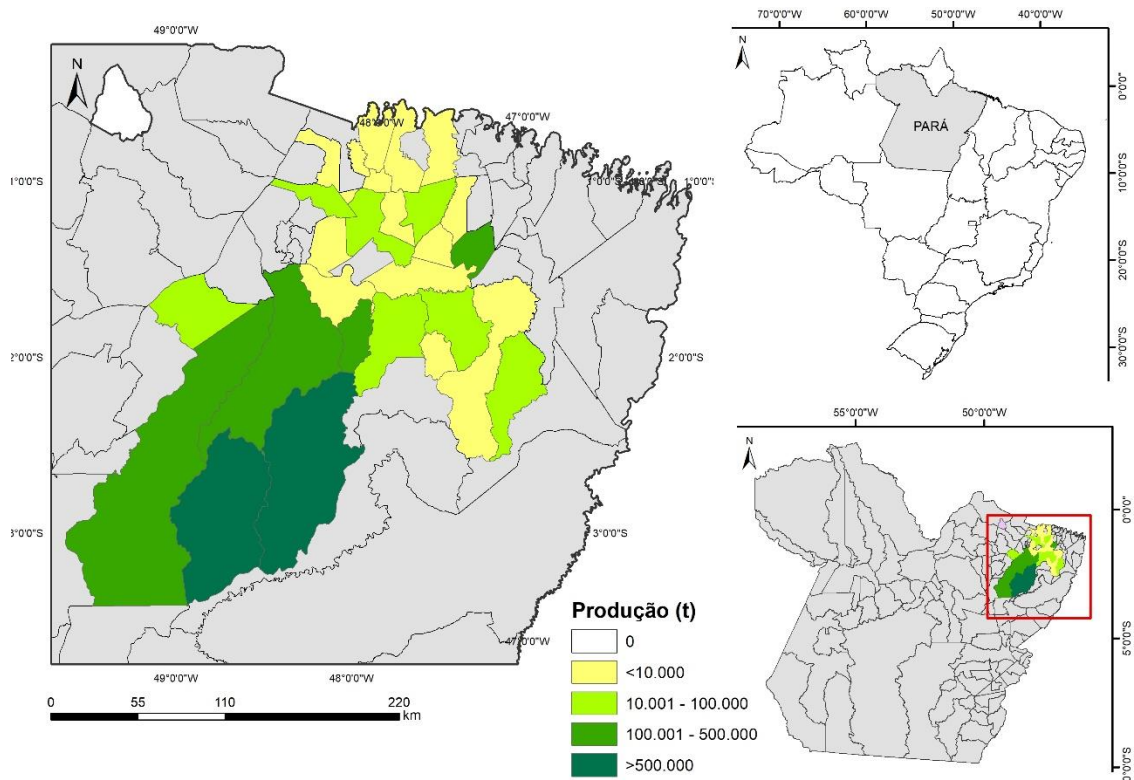 49°0'0"W
N
48°0'0"W
47°0'0"W
1°0'0"S
1°0'0"S
2°0'0"S
2°0'0"S
3°0'0"S
3°0'0"S
47°0'0"W
49°0'0"W
48°0'0"W
0
55
110
220
km
Produção (t)
0
<10.000
10.001 - 100.000
100.001 - 500.000
>500.000
70°0'0"W
60°0'0"W
50°0'0"W
40°0'0"W
N
PARÁ
0°0'0"
10°0'0"S
20°0'0"S
30°0'0"S
55°0'0"W
50°0'0"W
N
0°0'0"
5°0'0"S